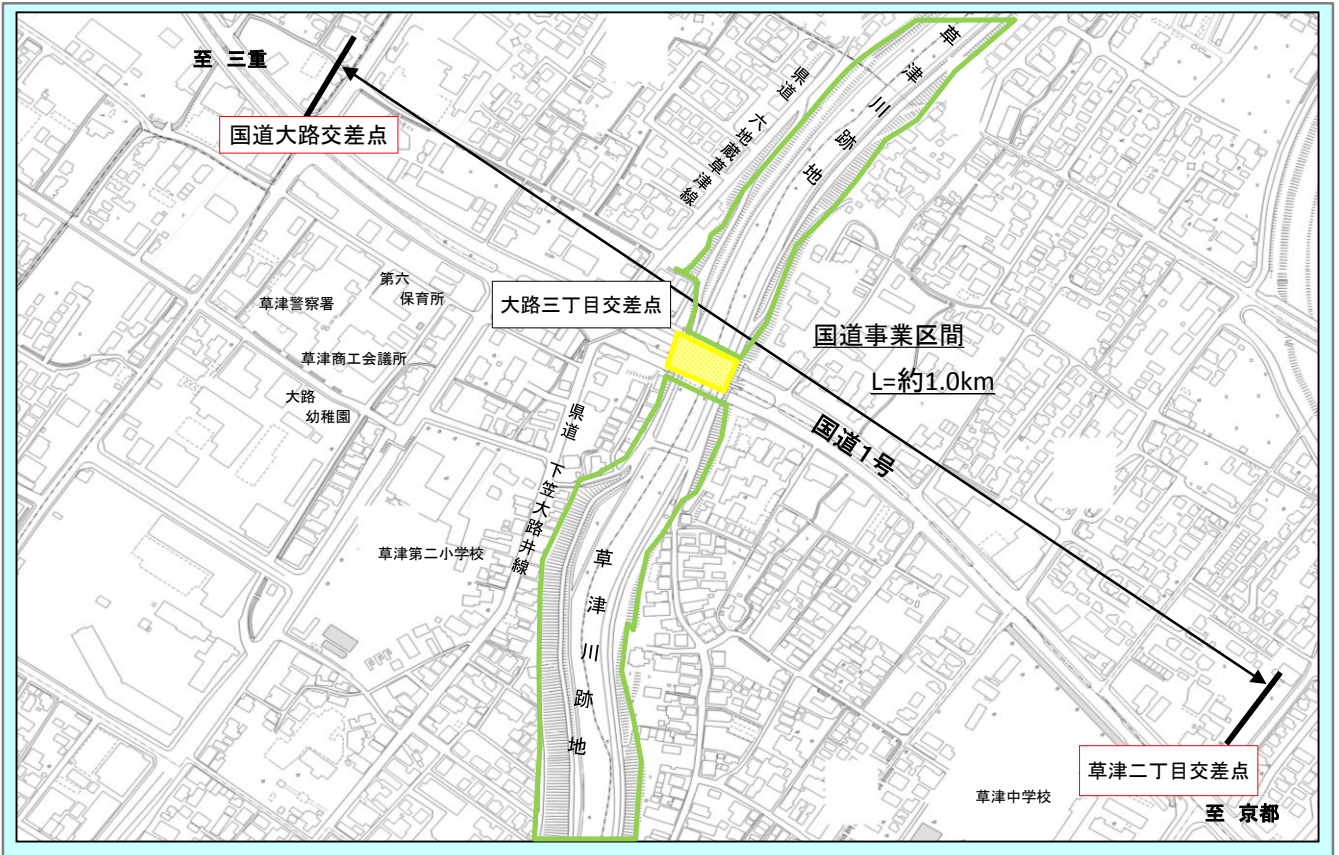 至 三重
国道大路交差点
県道 六地蔵草津線
草津川跡地
第六
保育所
草津警察署
大路三丁目交差点
草津商工会議所
国道事業区間
L=約1.0km
大路
幼稚園
県道 下笠大路井線
国道1号
草津第二小学校
草津川跡地
草津二丁目交差点
草津中学校
至 京都